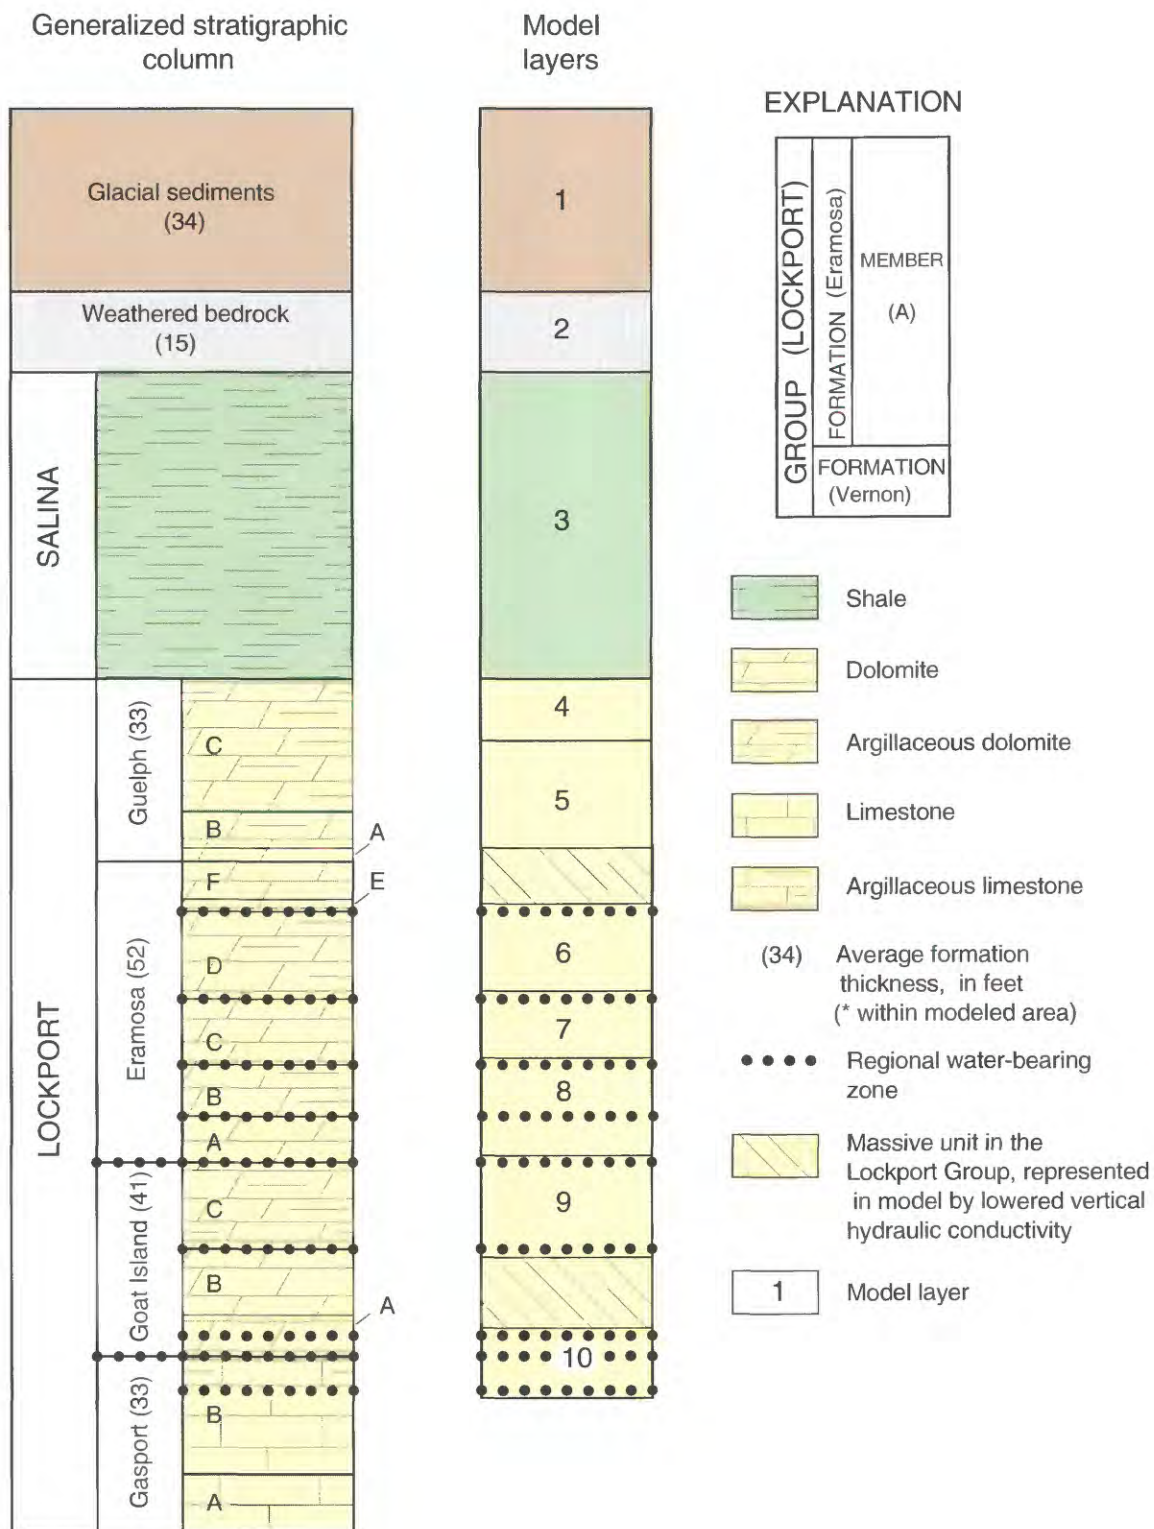 Generalized stratigraphic
column
Glacial sediments
(34)
Weathered bedrock
(15)
SALINA
LOCKPORT
Guelph (33)
C
B
A
Eramosa (52)
F
E
D
C
B
A
Goat Island (41)
C
B
A
Gasport (33)
B
A
Model
layers
1
2
3
4
5
6
7
8
9
10
EXPLANATION
GROUP (LOCKPORT)
FORMATION (Eramosa)
MEMBER
(A)
FORMATION
(Vernon)
Shale
Dolomite
Argillaceous dolomite
Limestone
Argillaceous limestone
(34) Average formation
thickness, in feet
(* within modeled area)
Regional water-bearing
zone
Massive unit in the
Lockport Group, represented
in model by lowered vertical
hydraulic conductivity
1 Model layer